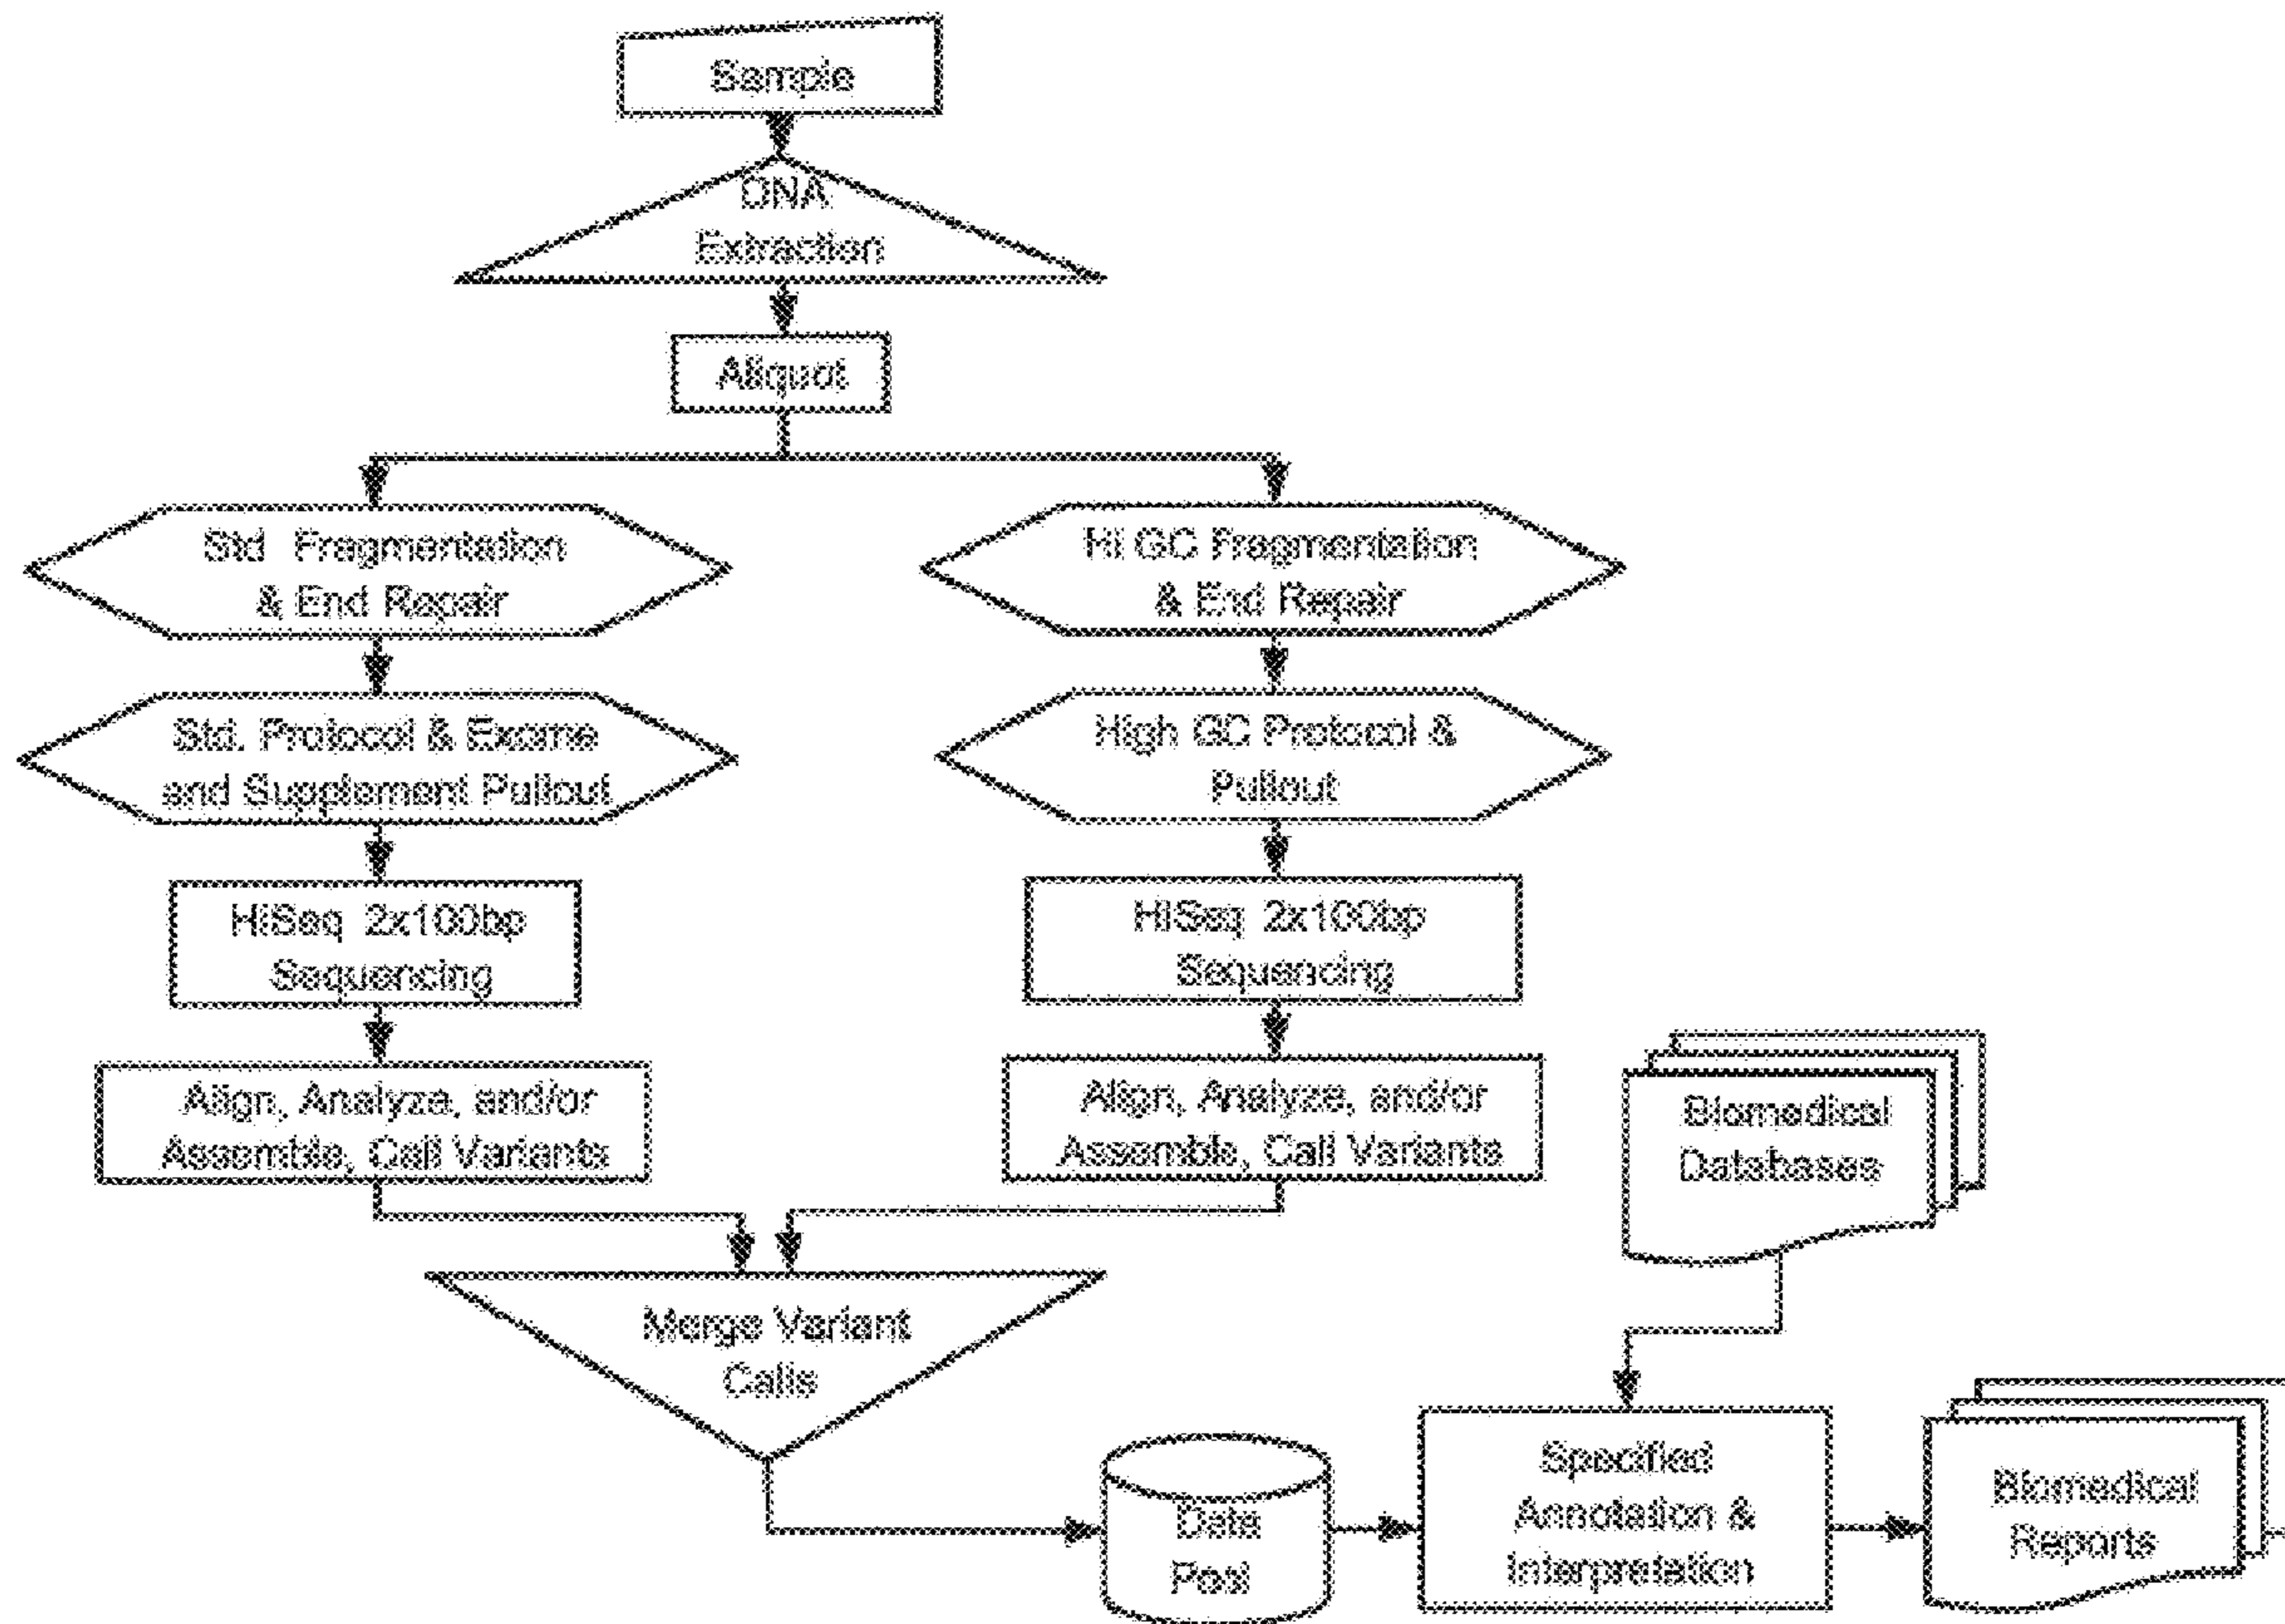 Sample
DNA
Extraction
Aliquot
Std. Fragmentation
& End Repair
Hi GC Fragmentation
& End Repair
Std. Protocol & Exome
and Supplement Pullout
High GC Protocol &
Pullout
HiSeq 2x100bp
Sequencing
HiSeq 2x100bp
Sequencing
Align, Analyze, and/or
Assemble, Call Variants
Align, Analyze, and/or
Assemble, Call Variants
Biomedical
Databases
Merge Variant
Calls
Data
Pool
Specified
Annotation &
Interpretation
Biomedical
Reports